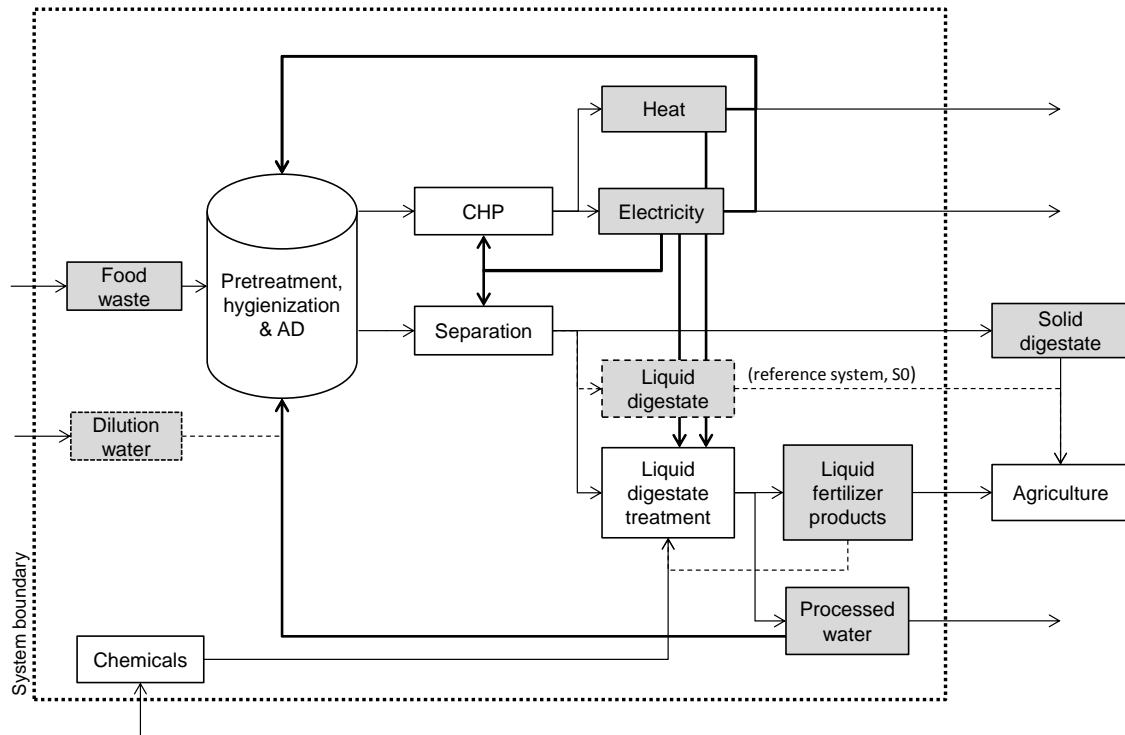 Heat
CHP
Electricity
Food
waste
Pretreatment,
hygienization
& AD
Separation
Solid
digestate
Liquid
digestate
(reference system, S0)
Dilution
water
Liquid
digestate
treatment
Liquid
fertilizer
products
Agriculture
System boundary
Processed
water
Chemicals